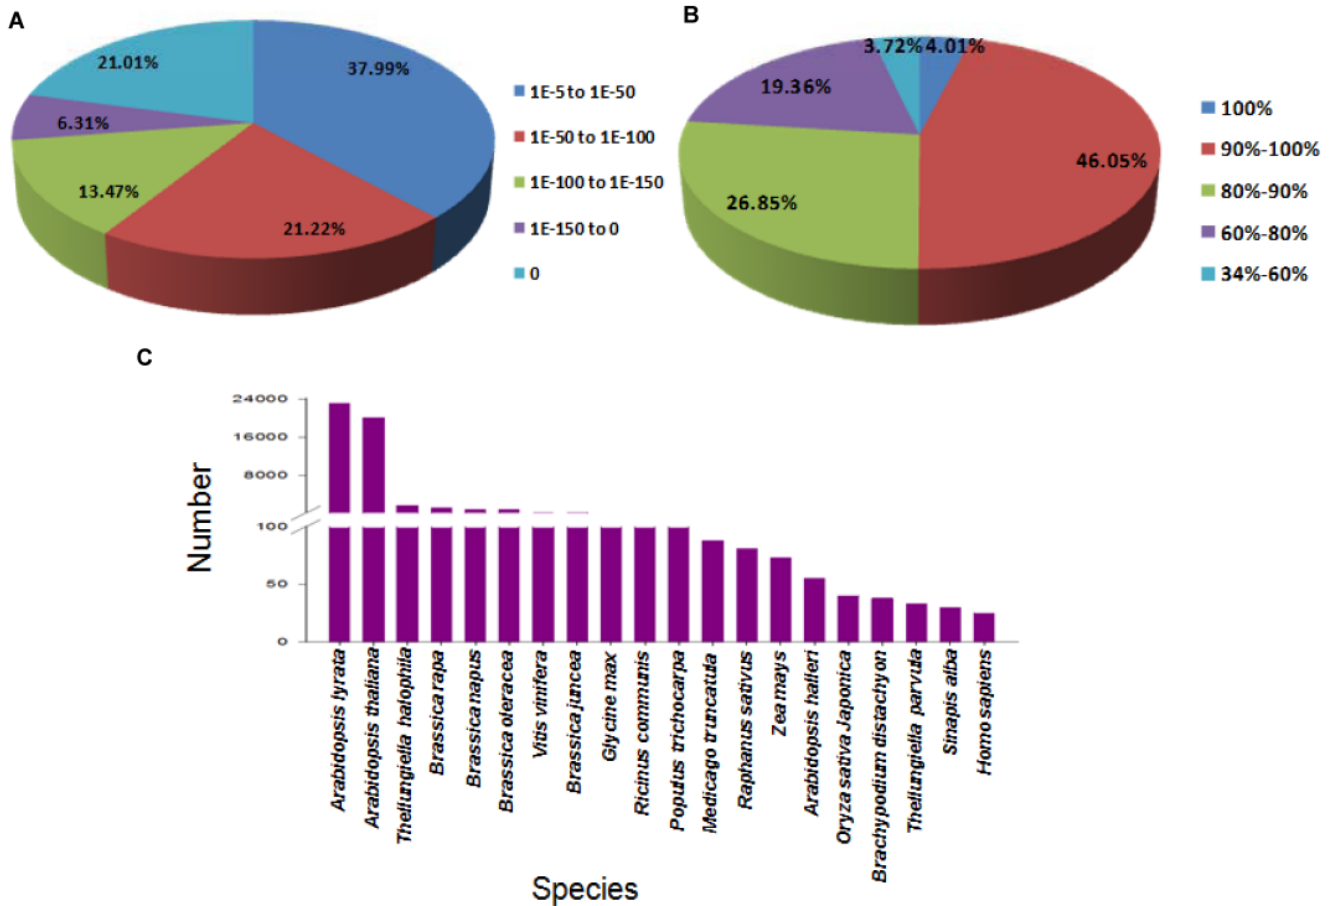 A
21.01%
37.99%
6.31%
13.47%
21.22%
1E-5 to 1E-50
1E-50 to 1E-100
1E-100 to 1E-150
1E-150 to 0
0
B
3.72%
4.01%
19.36%
46.05%
26.85%
100%
90%-100%
80%-90%
60%-80%
34%-60%
C
Number
24000
16000
8000
100
50
0
Arabidopsis lyrata
Arabidopsis thaliana
Thellungiella halophila
Brassica rapa
Brassica napus
Brassica oleracea
Vitis vinifera
Brassica juncea
Glycine max
Ricinus communis
Populus trichocarpa
Medicago truncatula
Raphanus sativus
Zea mays
Arabidopsis halleri
Oryza sativa Japonica
Brachypodium distachyon
Thellungiella parvula
Sinapis alba
Homo sapiens
Species